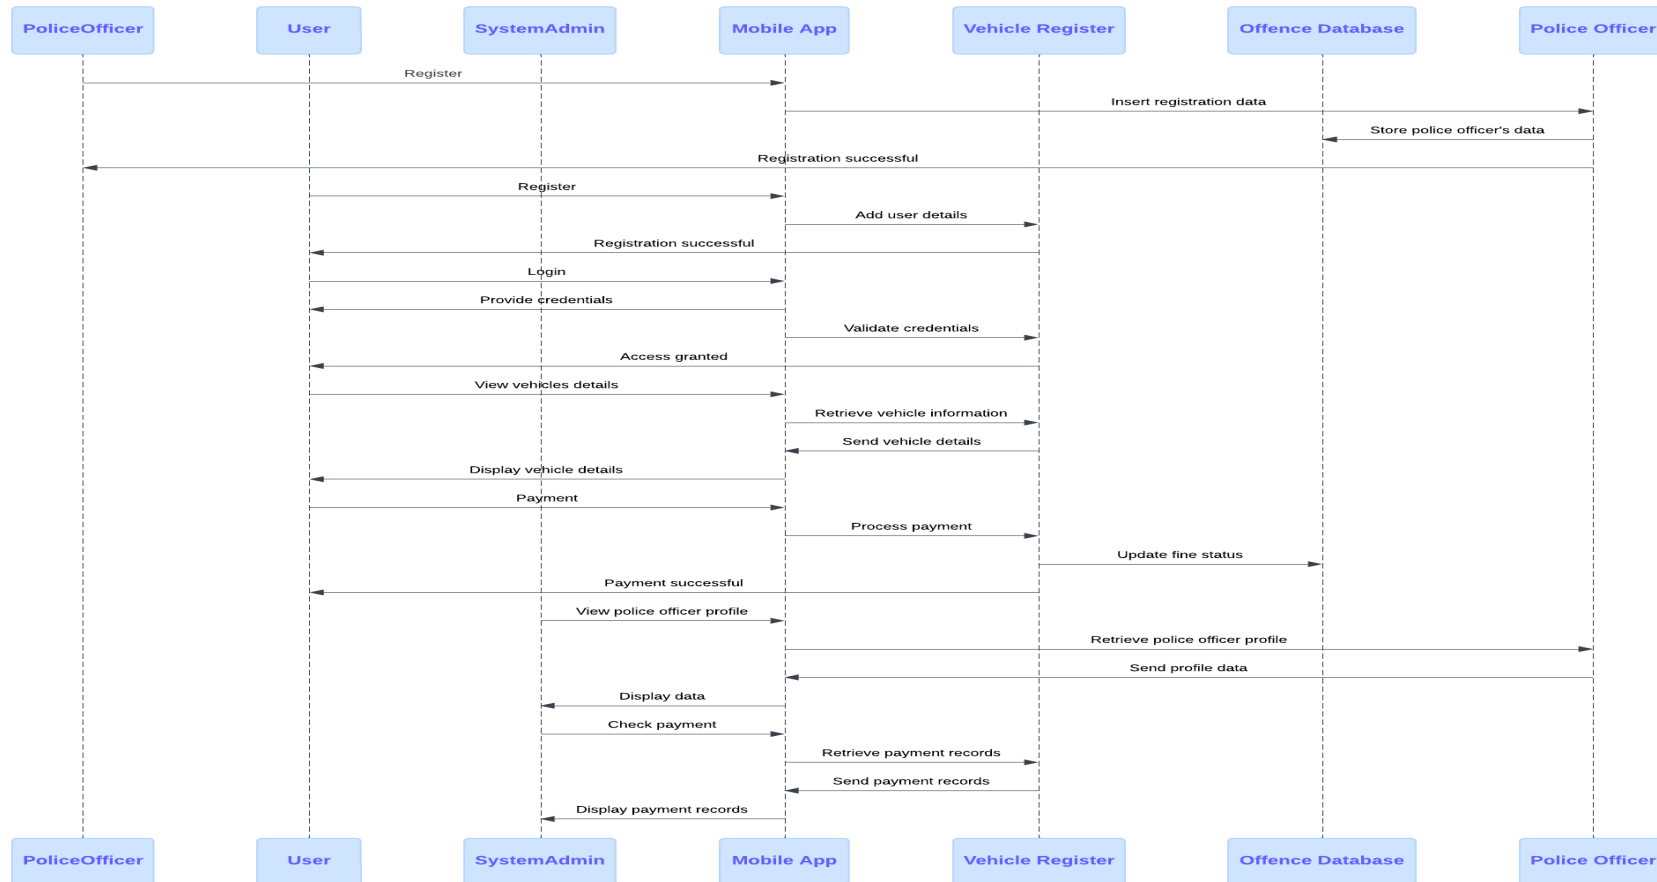 PoliceOfficer User SystemAdmin Mobile App Vehicle Register Offence Database Police Officer
Register
Insert registration data
Store police officer's data
Registration successful
Register
Add user details
Registration successful
Login
Provide credentials
Validate credentials
Access granted
View vehicles details
Retrieve vehicle information
Send vehicle details
Display vehicle details
Payment
Process payment
Update fine status
Payment successful
View police officer profile
Retrieve police officer profile
Send profile data
Display data
Check payment
Retrieve payment records
Send payment records
Display payment records
PoliceOfficer User SystemAdmin Mobile App Vehicle Register Offence Database Police Officer